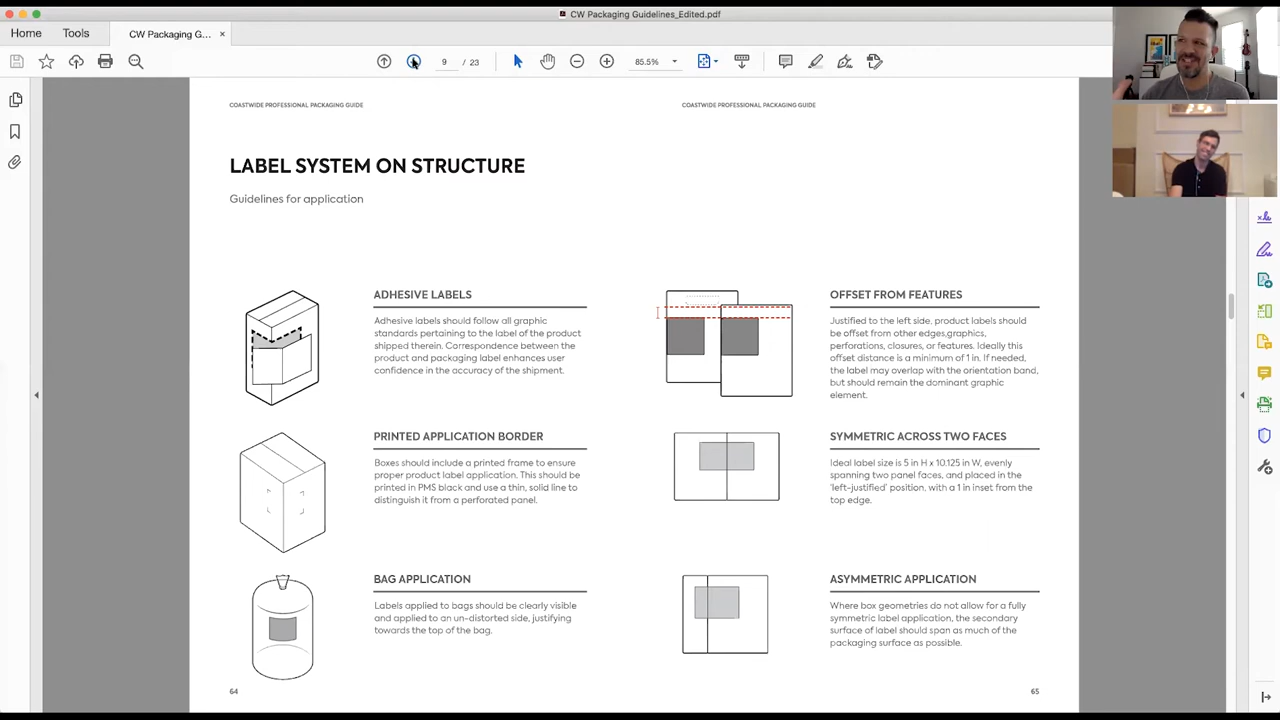 CW Packaging Guidelines_Edited.pdf
Home
Tools
CW Packaging G... ×
9 / 23
85.5%
COASTWIDE PROFESSIONAL PACKAGING GUIDE
COASTWIDE PROFESSIONAL PACKAGING GUIDE
LABEL SYSTEM ON STRUCTURE
Guidelines for application
ADHESIVE LABELS
Adhesive labels should follow all graphic
standards pertaining to the label of the product
shipped therein. Correspondence between the
product and packaging label enhances user
confidence in the accuracy of the shipment.
PRINTED APPLICATION BORDER
Boxes should include a printed frame to ensure
proper product label application. This should be
printed in PMS black and use a thin, solid line to
distinguish it from a perforated panel.
BAG APPLICATION
Labels applied to bags should be clearly visible
and applied to an un-distorted side, justifying
towards the top of the bag.
OFFSET FROM FEATURES
Justified to the left side, product labels should
be offset from other edges,graphics,
perforations, closures, or features. Ideally this
offset distance is a minimum of 1 in. If needed,
the label may overlap with the orientation band,
but should remain the dominant graphic
element.
SYMMETRIC ACROSS TWO FACES
Ideal label size is 5 in H x 10.125 in W, evenly
spanning two panel faces, and placed in the
'left-justified' position, with a 1 in inset from the
top edge.
ASYMMETRIC APPLICATION
Where box geometries do not allow for a fully
symmetric label application, the secondary
surface of label should span as much of the
packaging surface as possible.
64
65